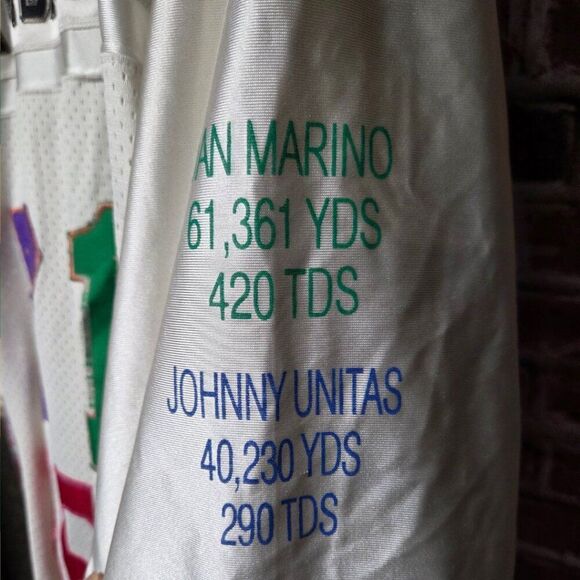 AN MARINO
61,361 YDS
420 TDS
JOHNNY UNITAS
40,230 YDS
290 TDS